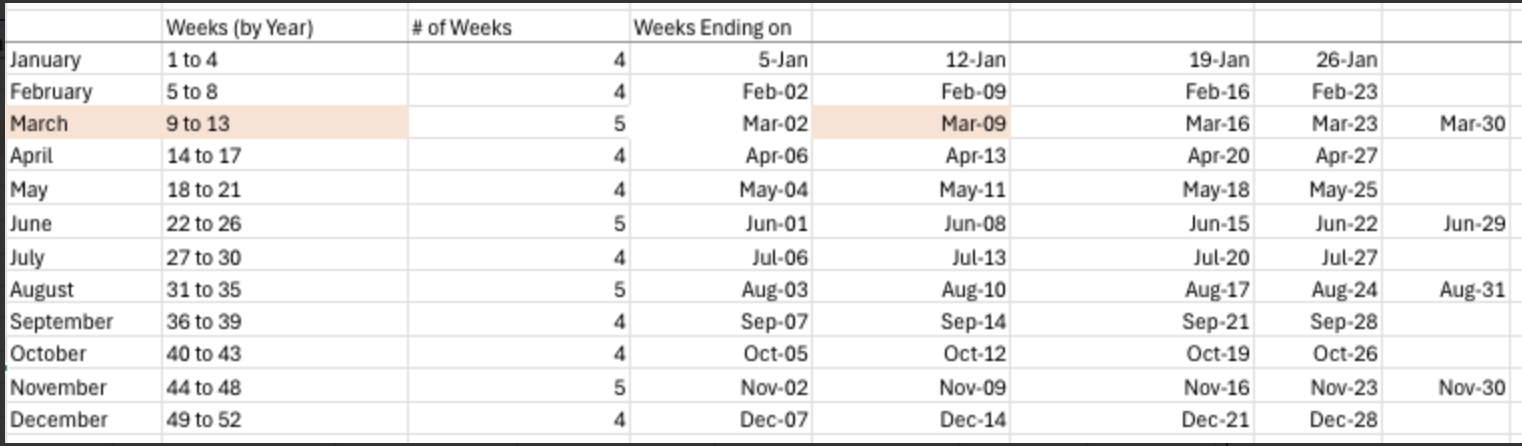 Weeks (by Year) # of Weeks Weeks Ending on
January 1 to 4 4 5-Jan 12-Jan 19-Jan 26-Jan
February 5 to 8 4 Feb-02 Feb-09 Feb-16 Feb-23
March 9 to 13 5 Mar-02 Mar-09 Mar-16 Mar-23 Mar-30
April 14 to 17 4 Apr-06 Apr-13 Apr-20 Apr-27
May 18 to 21 4 May-04 May-11 May-18 May-25
June 22 to 26 5 Jun-01 Jun-08 Jun-15 Jun-22 Jun-29
July 27 to 30 4 Jul-06 Jul-13 Jul-20 Jul-27
August 31 to 35 5 Aug-03 Aug-10 Aug-17 Aug-24 Aug-31
September 36 to 39 4 Sep-07 Sep-14 Sep-21 Sep-28
October 40 to 43 4 Oct-05 Oct-12 Oct-19 Oct-26
November 44 to 48 5 Nov-02 Nov-09 Nov-16 Nov-23 Nov-30
December 49 to 52 4 Dec-07 Dec-14 Dec-21 Dec-28